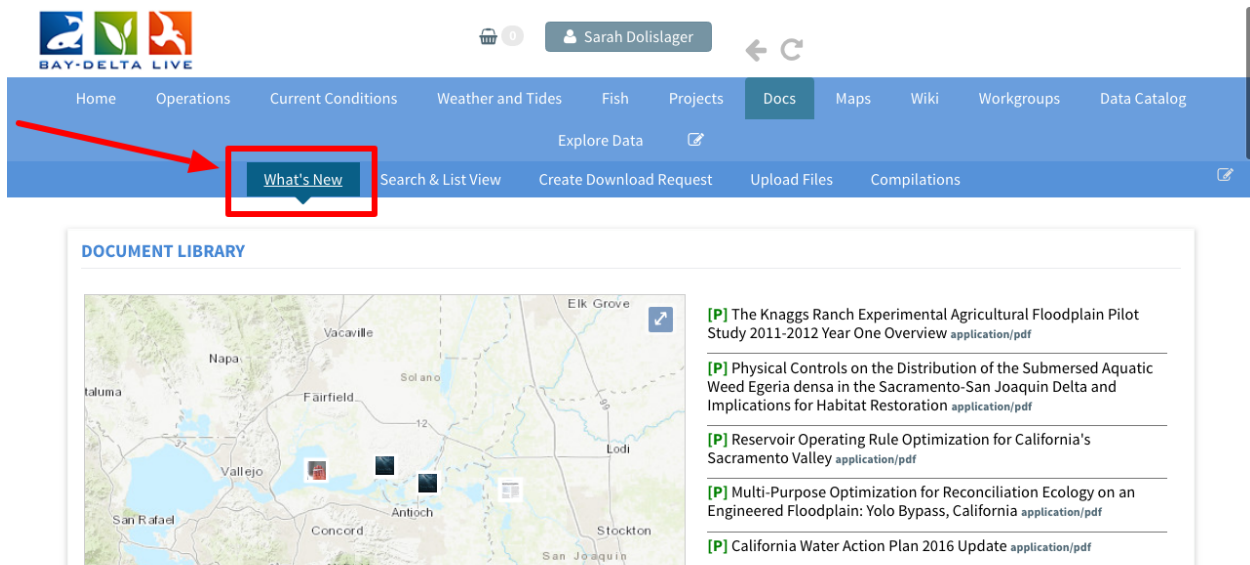 BAY-DELTA LIVE
0
Sarah Dolislager
Home Operations Current Conditions Weather and Tides Fish Projects Docs Maps Wiki Workgroups Data Catalog
Explore Data
What's New Search & List View Create Download Request Upload Files Compilations
DOCUMENT LIBRARY
Elk Grove
Vacaville
Napa
Solano
taluma
Fairfield
12
Lodi
Vallejo
Antioch
San Rafael
Concord
Stockton
San Joaquin
99
[P] The Knaggs Ranch Experimental Agricultural Floodplain Pilot
Study 2011-2012 Year One Overview application/pdf
[P] Physical Controls on the Distribution of the Submersed Aquatic
Weed Egeria densa in the Sacramento-San Joaquin Delta and
Implications for Habitat Restoration application/pdf
[P] Reservoir Operating Rule Optimization for California's
Sacramento Valley application/pdf
[P] Multi-Purpose Optimization for Reconciliation Ecology on an
Engineered Floodplain: Yolo Bypass, California application/pdf
[P] California Water Action Plan 2016 Update application/pdf